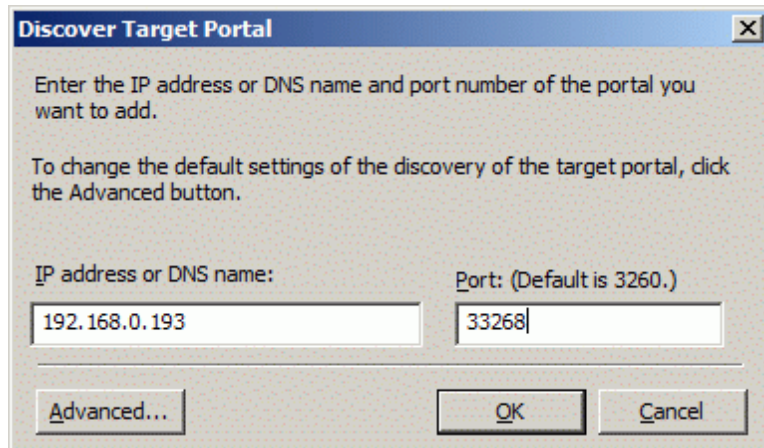 Discover Target Portal
Enter the IP address or DNS name and port number of the portal you
want to add.
To change the default settings of the discovery of the target portal, click
the Advanced button.
IP address or DNS name:
Port: (Default is 3260.)
192.168.0.193
33268
Advanced...
OK
Cancel